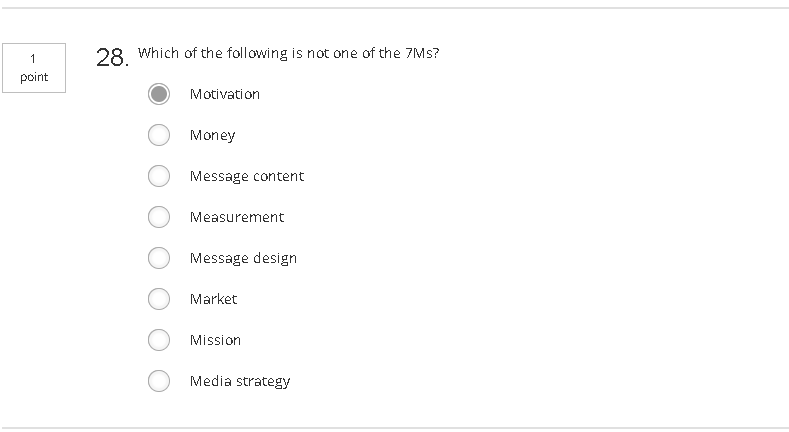 1
point
28. Which of the following is not one of the 7Ms?
Motivation
Money
Message content
Measurement
Message design
Market
Mission
Media strategy